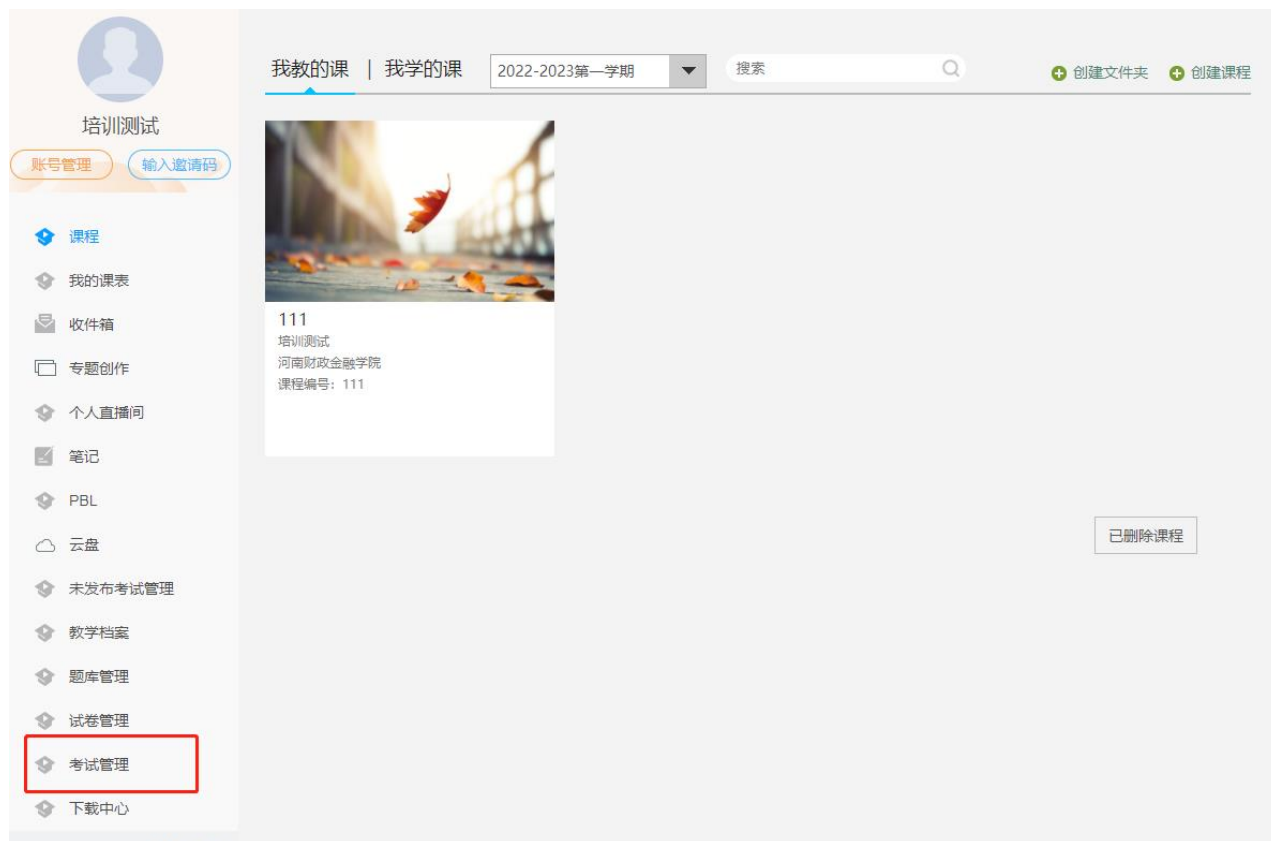 培训测试
账号管理
输入邀请码
课程
我的课表
收件箱
专题创作
个人直播间
笔记
PBL
云盘
未发布考试管理
教学档案
题库管理
试卷管理
考试管理
下载中心
我教的课 | 我学的课
2022-2023第一学期
搜索
创建文件夹
创建课程
111
培训测试
河南财政金融学院
课程编号：111
已删除课程